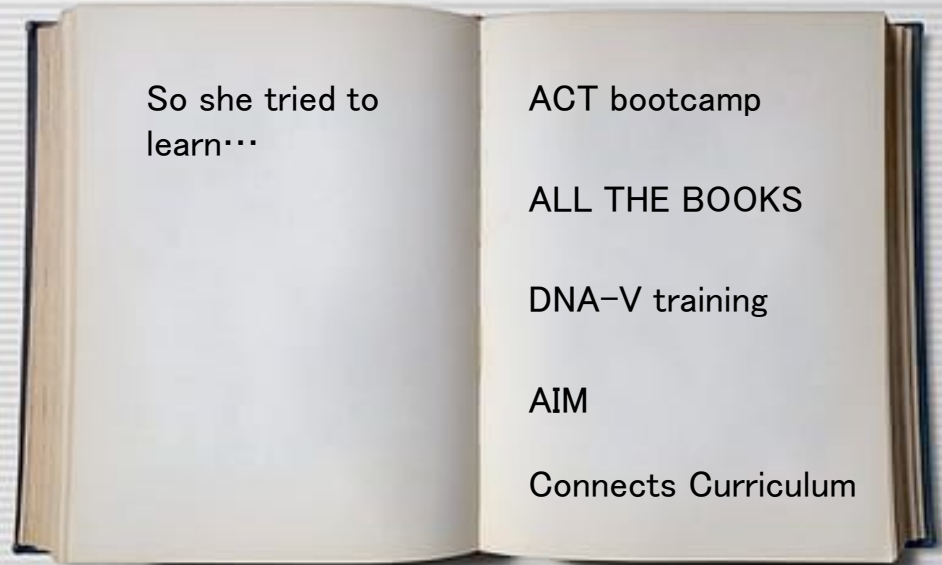 So she tried to
learn…
ACT bootcamp
ALL THE BOOKS
DNA-V training
AIM
Connects Curriculum